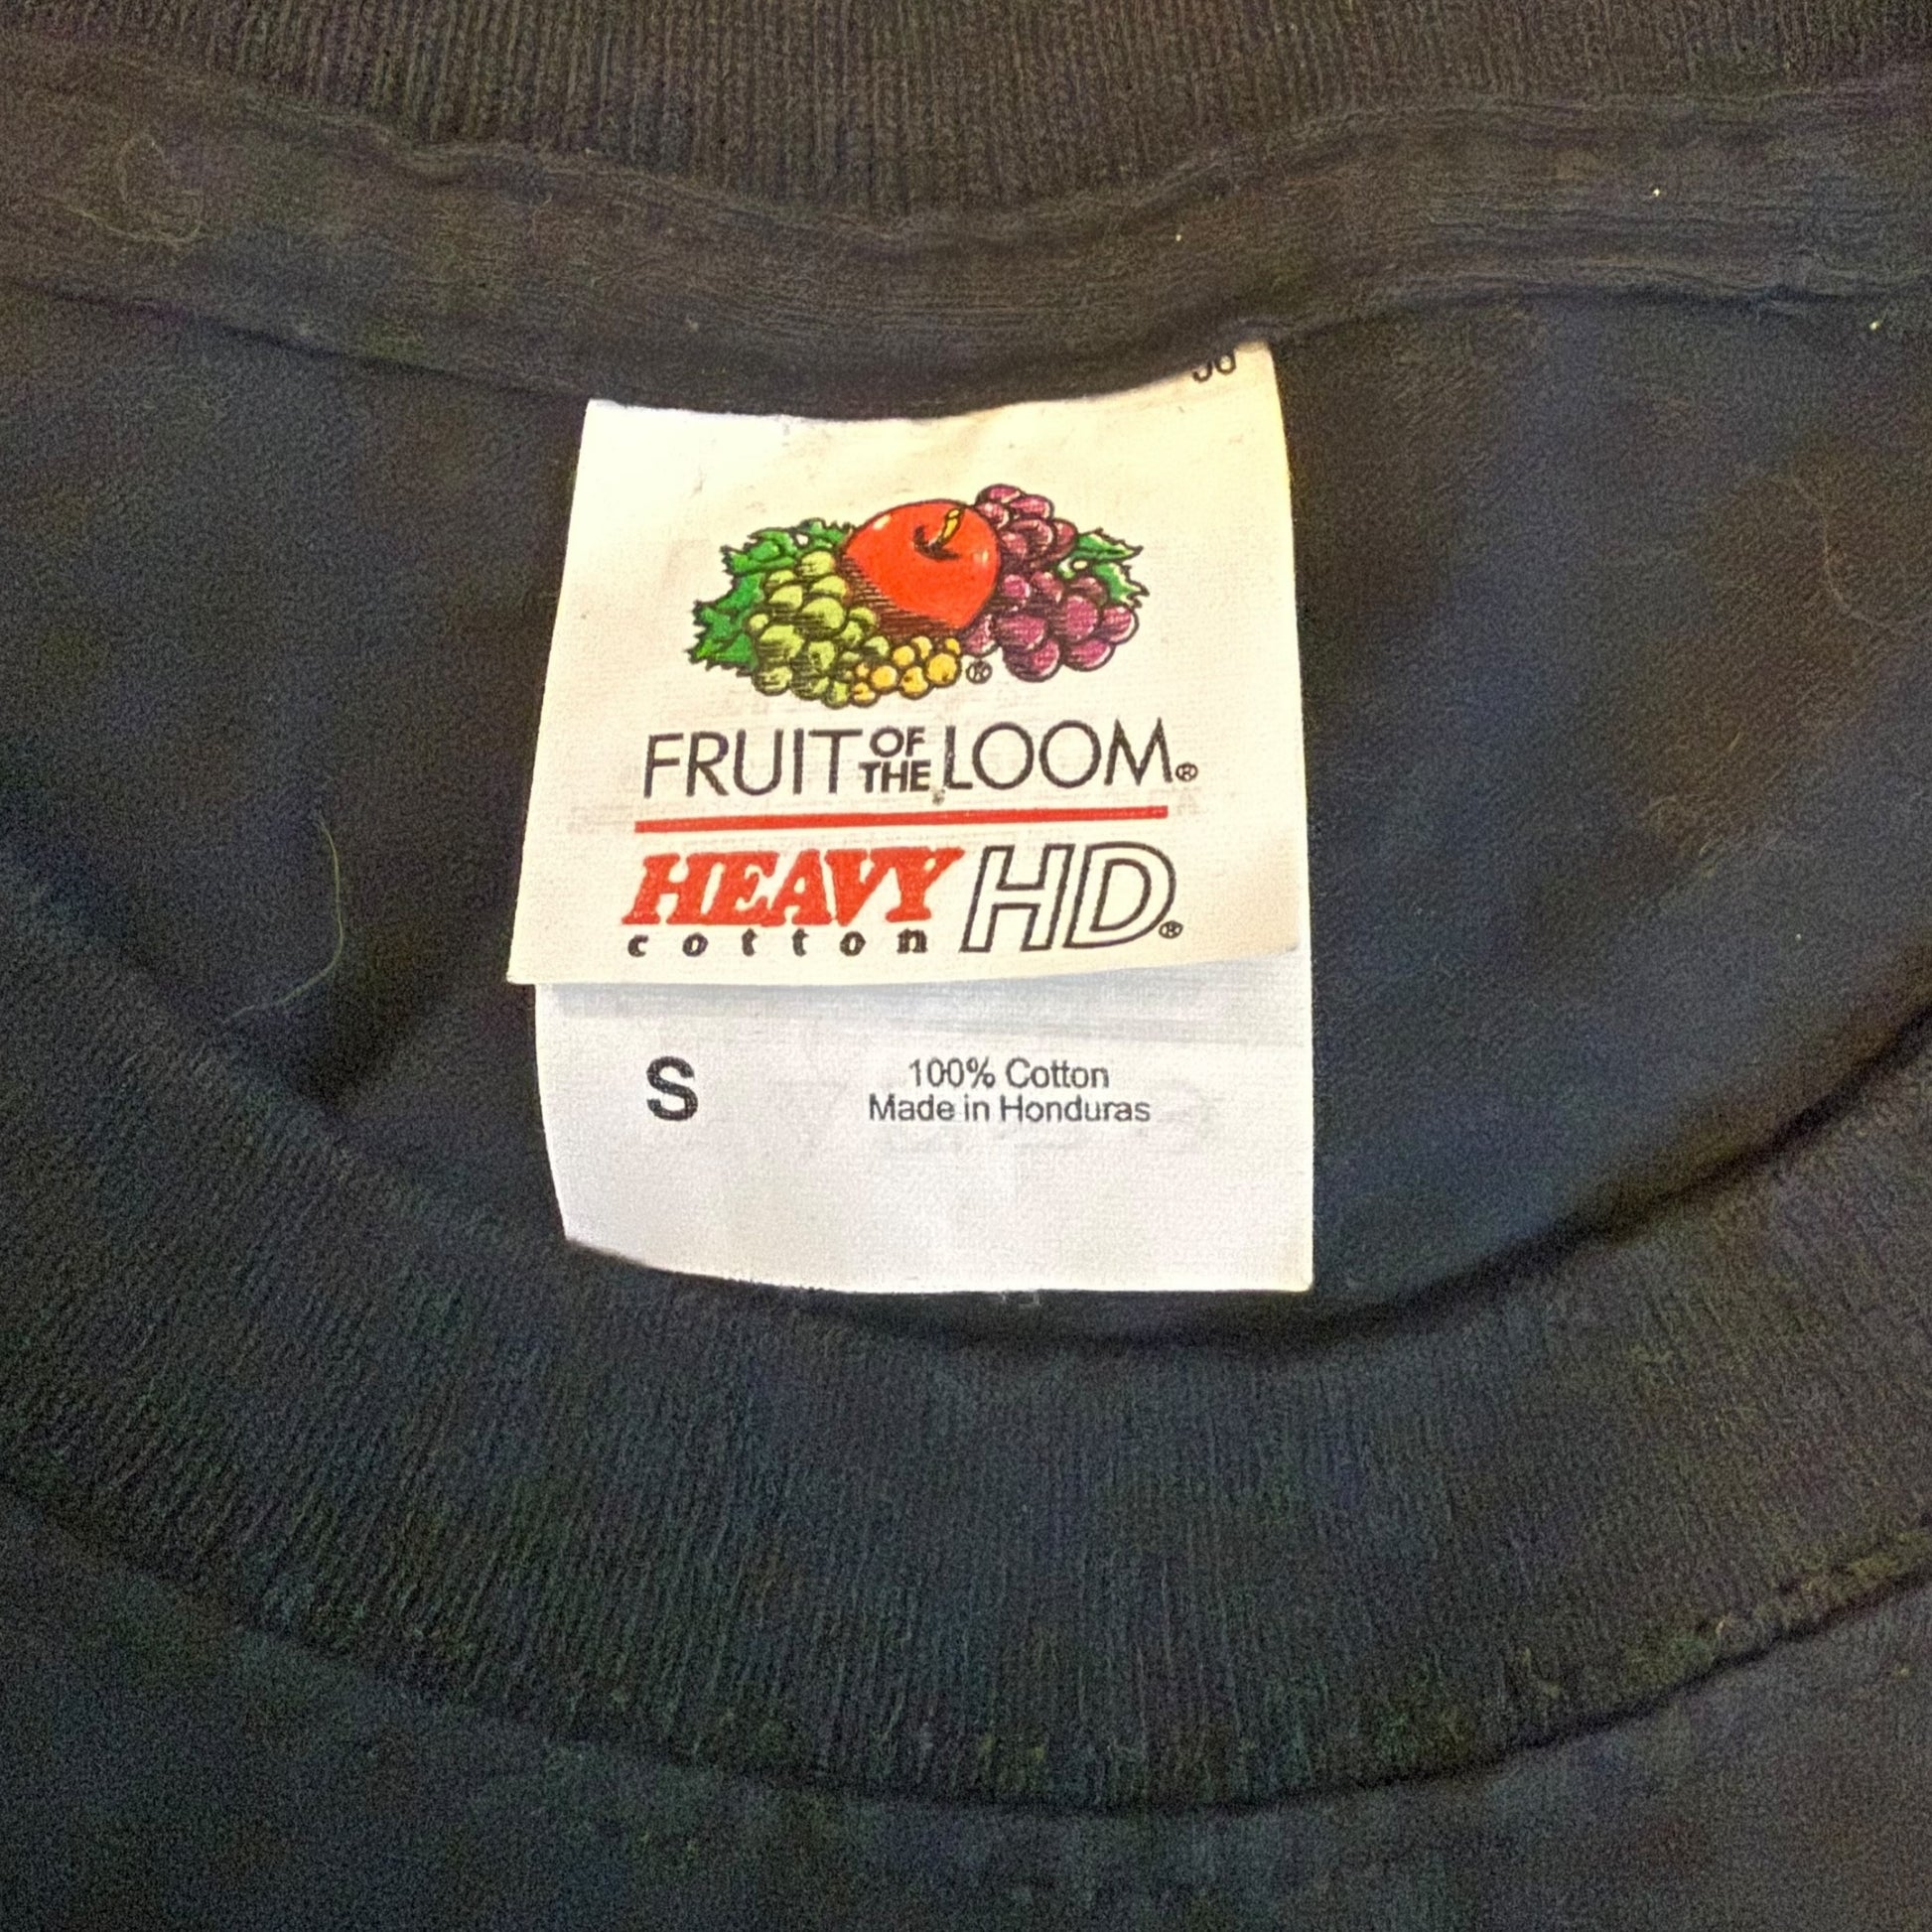 FRUIT OF THE LOOM®
HEAVY HD®
cotton
S
100% Cotton
Made in Honduras